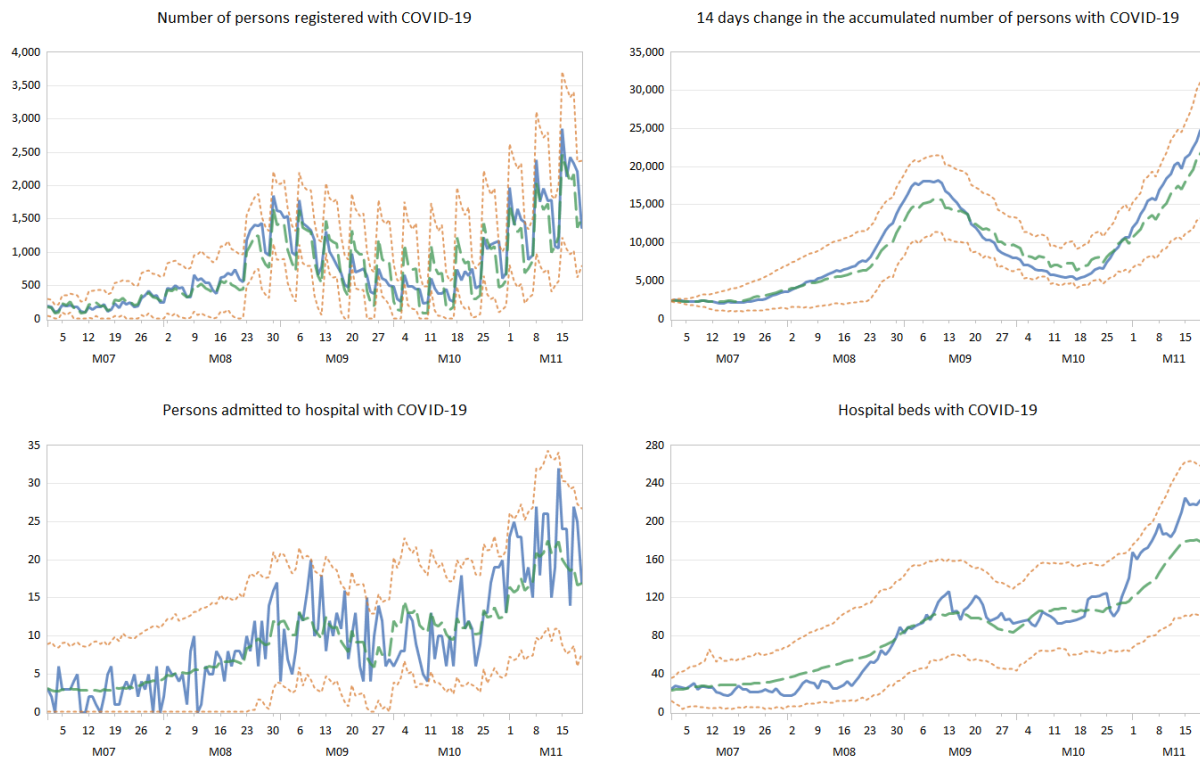 Number of persons registered with COVID-19
4,000
3,500
3,000
2,500
2,000
1,500
1,000
500
0
5 12 19 26 2 9 16 23 30 6 13 20 27 4 11 18 25 1 8 15
M07 M08 M09 M10 M11
14 days change in the accumulated number of persons with COVID-19
35,000
30,000
25,000
20,000
15,000
10,000
5,000
0
5 12 19 26 2 9 16 23 30 6 13 20 27 4 11 18 25 1 8 15
M07 M08 M09 M10 M11
Persons admitted to hospital with COVID-19
35
30
25
20
15
10
5
0
5 12 19 26 2 9 16 23 30 6 13 20 27 4 11 18 25 1 8 15
M07 M08 M09 M10 M11
Hospital beds with COVID-19
280
240
200
160
120
80
40
0
5 12 19 26 2 9 16 23 30 6 13 20 27 4 11 18 25 1 8 15
M07 M08 M09 M10 M11